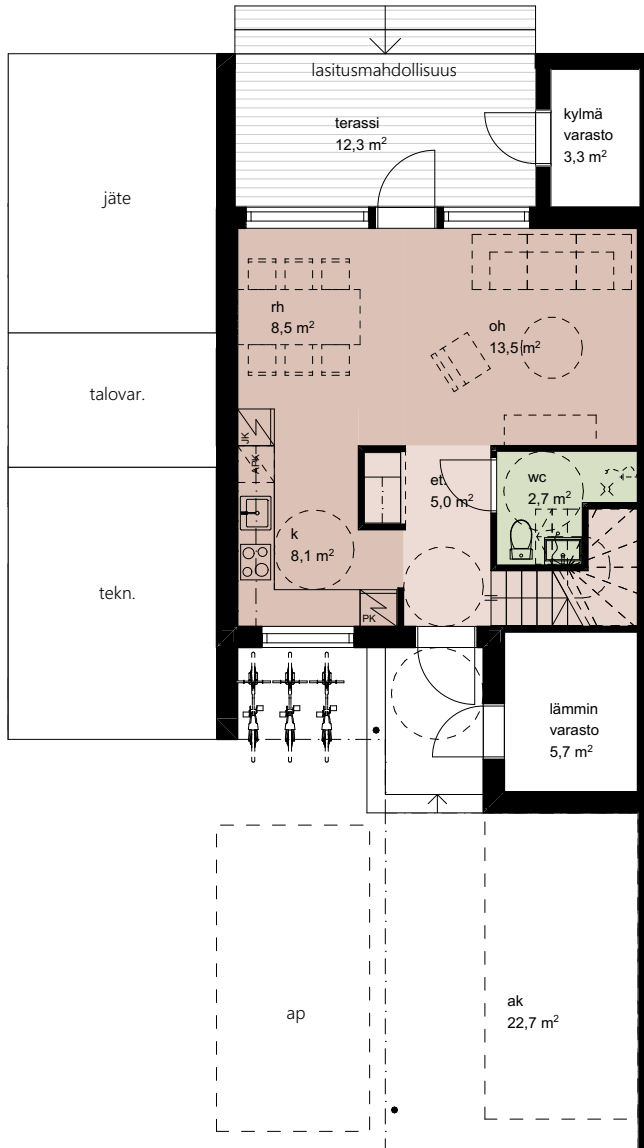 lasitusmahdollisuus
terassi
12,3 m²
kylmä
varasto
3,3 m²
jäte
rh
8,5 m²
oh
13,5 m²
talovar.
JK
APK
et.
5,0 m²
wc
2,7 m²
k
8,1 m²
tekn.
PK
lämmin
varasto
5,7 m²
ap
ak
22,7 m²